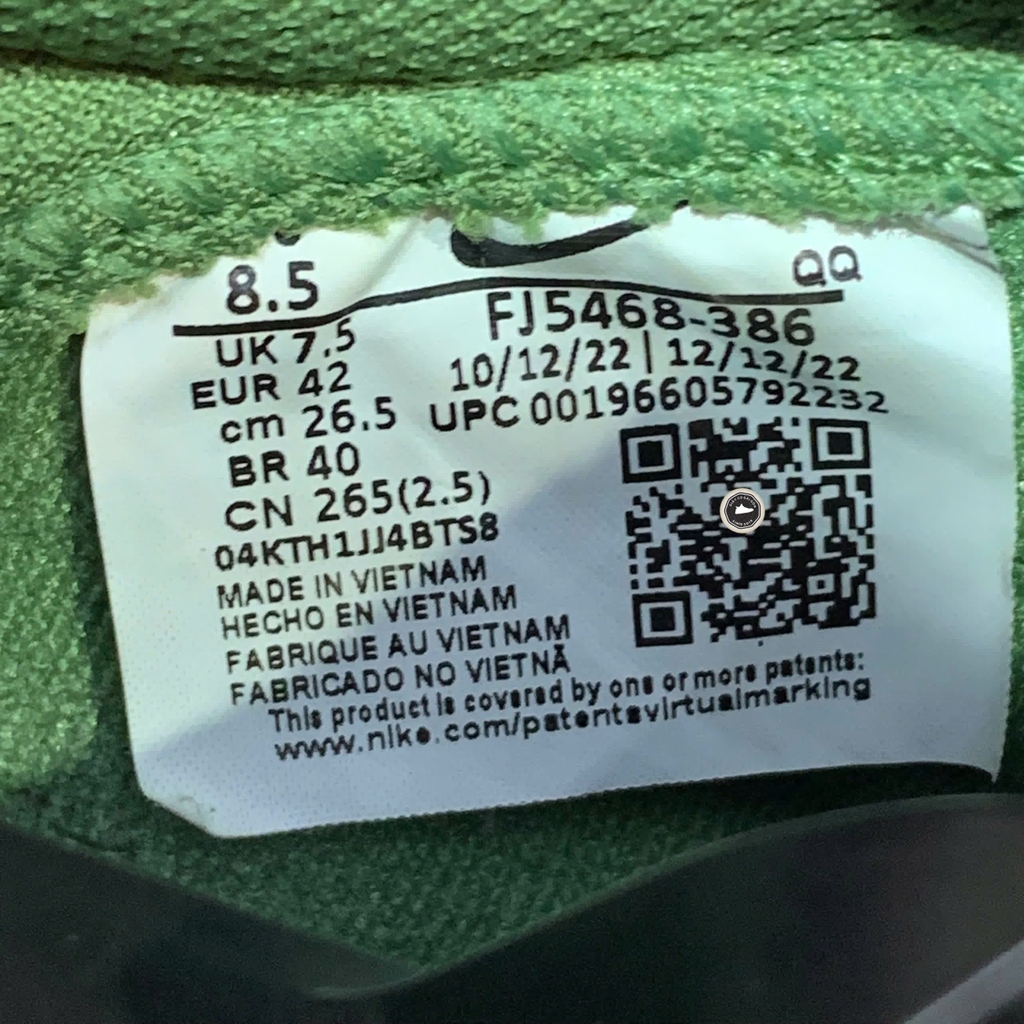 8.5
QQ
UK 7.5
FJ5468-386
EUR 42
10/12/22 | 12/12/22
cm 26.5
UPC 00196605792232
BR 40
CN 265(2.5)
04KTH1JJ4BTS8
MADE IN VIETNAM
HECHO EN VIETNAM
FABRIQUE AU VIETNAM
FABRICADO NO VIETNÃ
This product is covered by one or more patents:
www.nike.com/patentsvirtualmarking